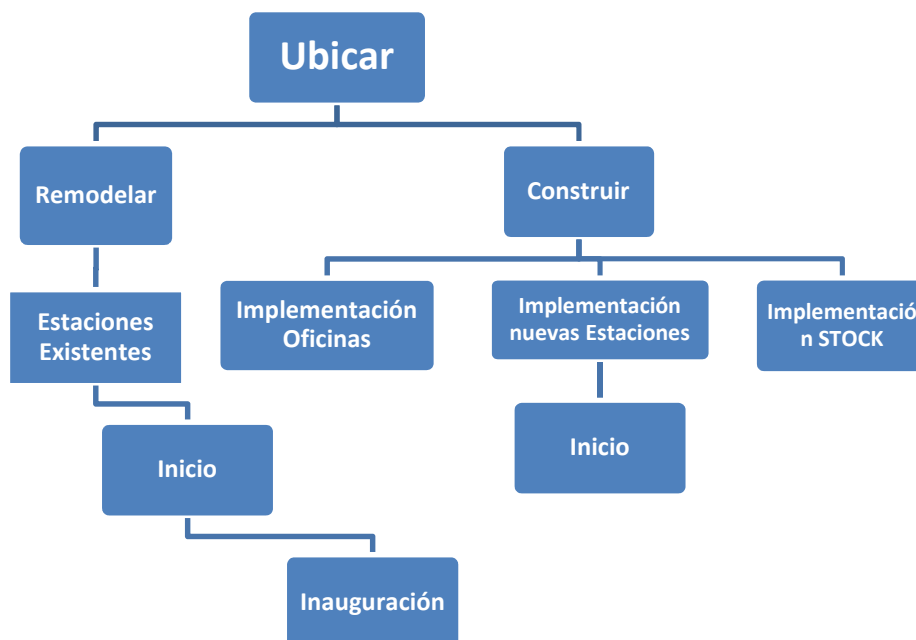 Ubicar
Remodelar
Construir
Estaciones
Existentes
Implementación
Oficinas
Implementación
nuevas Estaciones
Implementació
n STOCK
Inicio
Inicio
Inauguración